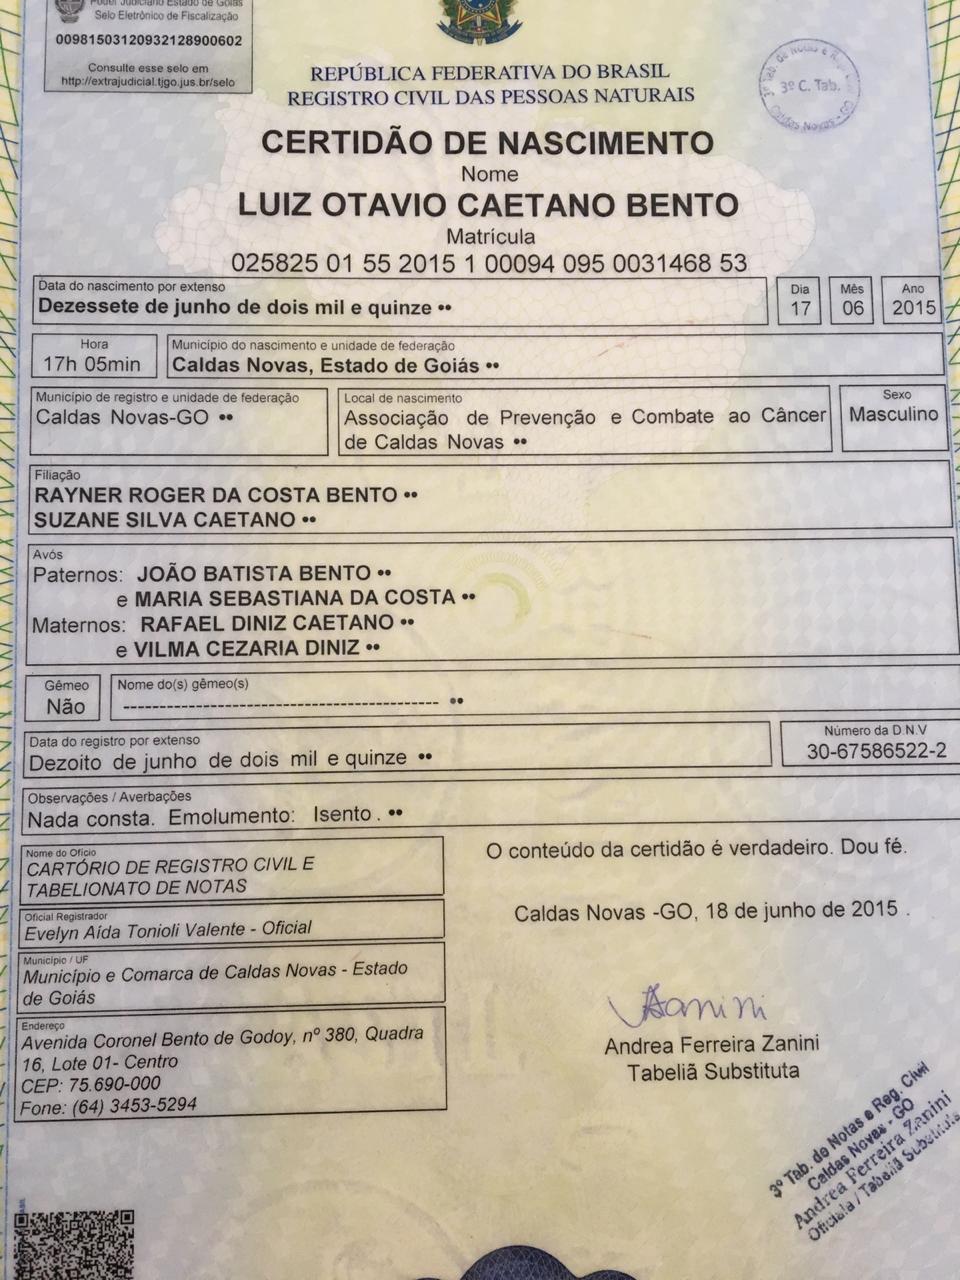 Poder Judiciário Estado de Goiás
Selo Eletrônico de Fiscalização
00981503120932128900602
Consulte esse selo em
http://extrajudicial.tjgo.jus.br/selo
REPÚBLICA FEDERATIVA DO BRASIL
REGISTRO CIVIL DAS PESSOAS NATURAIS
3º Tab. de Notas e
3º C. Tab.
Caldas Novas - GO
CERTIDÃO DE NASCIMENTO
Nome
LUIZ OTAVIO CAETANO BENTO
Matrícula
025825 01 55 2015 1 00094 095 0031468 53
Data do nascimento por extenso
Dezessete de junho de dois mil e quinze ••
Dia
17
Mês
06
Ano
2015
Hora
17h 05min
Município do nascimento e unidade de federação
Caldas Novas, Estado de Goiás ••
Município de registro e unidade de federação
Caldas Novas-GO ••
Local de nascimento
Associação de Prevenção e Combate ao Câncer
de Caldas Novas ••
Sexo
Masculino
Filiação
RAYNER ROGER DA COSTA BENTO ••
SUZANE SILVA CAETANO ••
Avós
Paternos: JOÃO BATISTA BENTO ••
e MARIA SEBASTIANA DA COSTA ••
Maternos: RAFAEL DINIZ CAETANO ••
e VILMA CEZARIA DINIZ ••
Gêmeo
Não
Nome do(s) gêmeo(s)
------------------------------------------ ••
Data do registro por extenso
Dezoito de junho de dois mil e quinze ••
Número da D.N.V
30-67586522-2
Observações / Averbações
Nada consta. Emolumento: Isento . ••
Nome do Ofício
CARTÓRIO DE REGISTRO CIVIL E
TABELIONATO DE NOTAS
Oficial Registrador
Evelyn Aída Tonioli Valente - Oficial
Município / UF
Município e Comarca de Caldas Novas - Estado
de Goiás
Endereço
Avenida Coronel Bento de Godoy, nº 380, Quadra
16, Lote 01- Centro
CEP: 75.690-000
Fone: (64) 3453-5294
O conteúdo da certidão é verdadeiro. Dou fé.
Caldas Novas -GO, 18 de junho de 2015 .
Andrea Ferreira Zanini
Tabeliã Substituta
3º Tab. de Notas e Reg. Civil
Caldas Novas - GO
Andrea Ferreira Zanini
Oficiala / Tabeliã Substituta